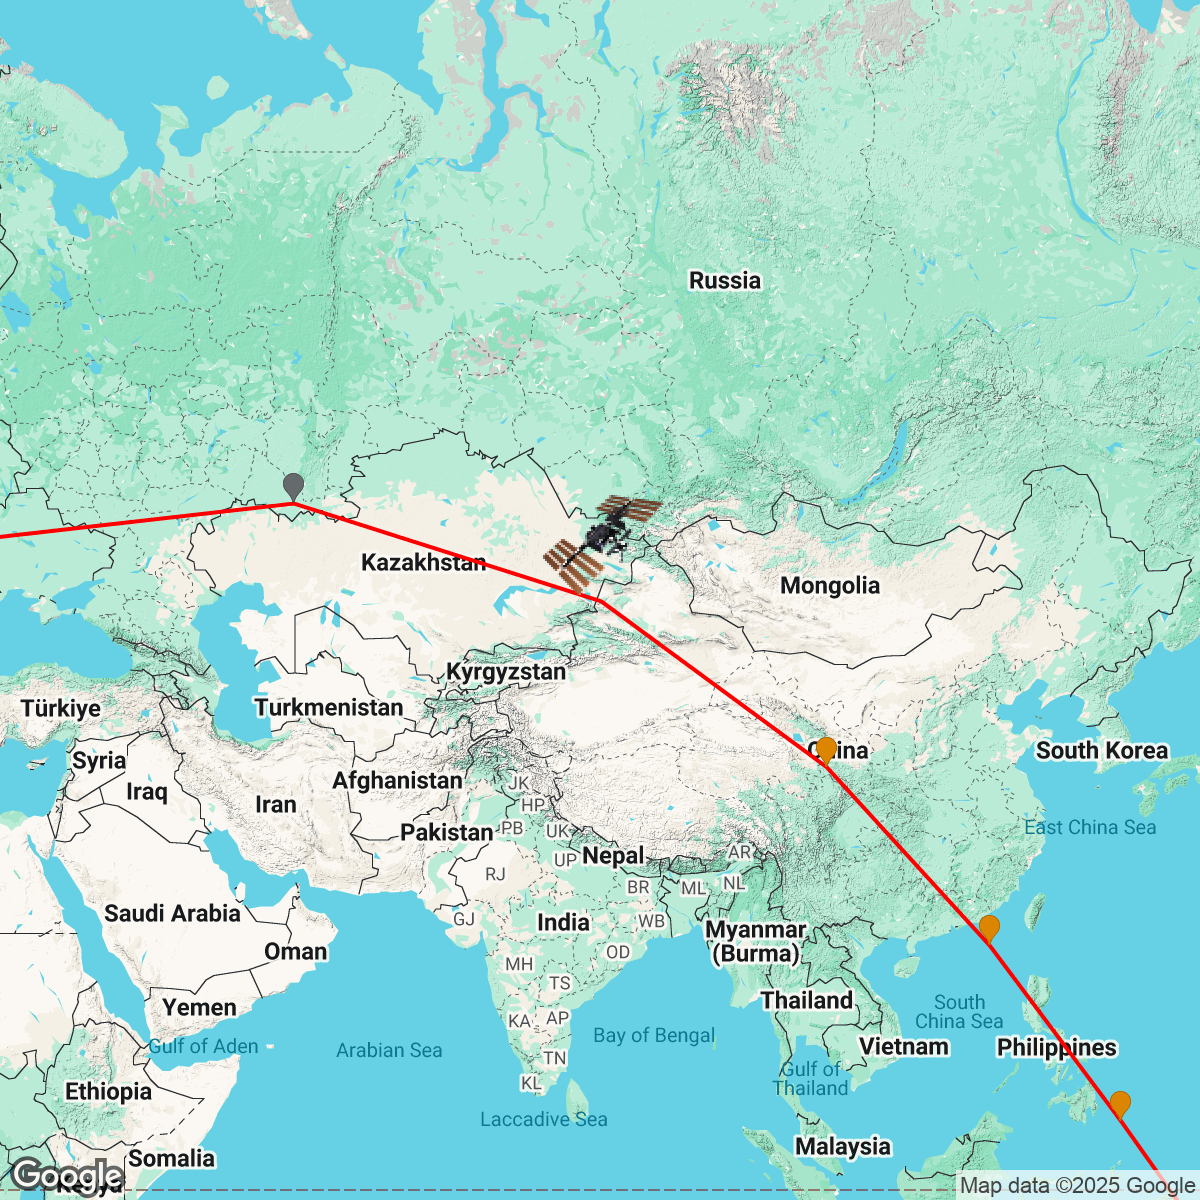 Russia
Kazakhstan
Mongolia
Kyrgyzstan
Türkiye
Turkmenistan
China
South Korea
Syria
Afghanistan
JK
Iraq
Iran
HP
Pakistan
PB
UK
East China Sea
Nepal
AR
UP
RJ
BR
ML
NL
Saudi Arabia
GJ
India
WB
Myanmar
(Burma)
Oman
OD
MH
TS
Thailand
South
China Sea
Yemen
KA
AP
Bay of Bengal
Vietnam
Philippines
Gulf of Aden
Arabian Sea
TN
Gulf of
Thailand
KL
Ethiopia
Laccadive Sea
Malaysia
Somalia
Google
Kenya
Map data ©2025 Google